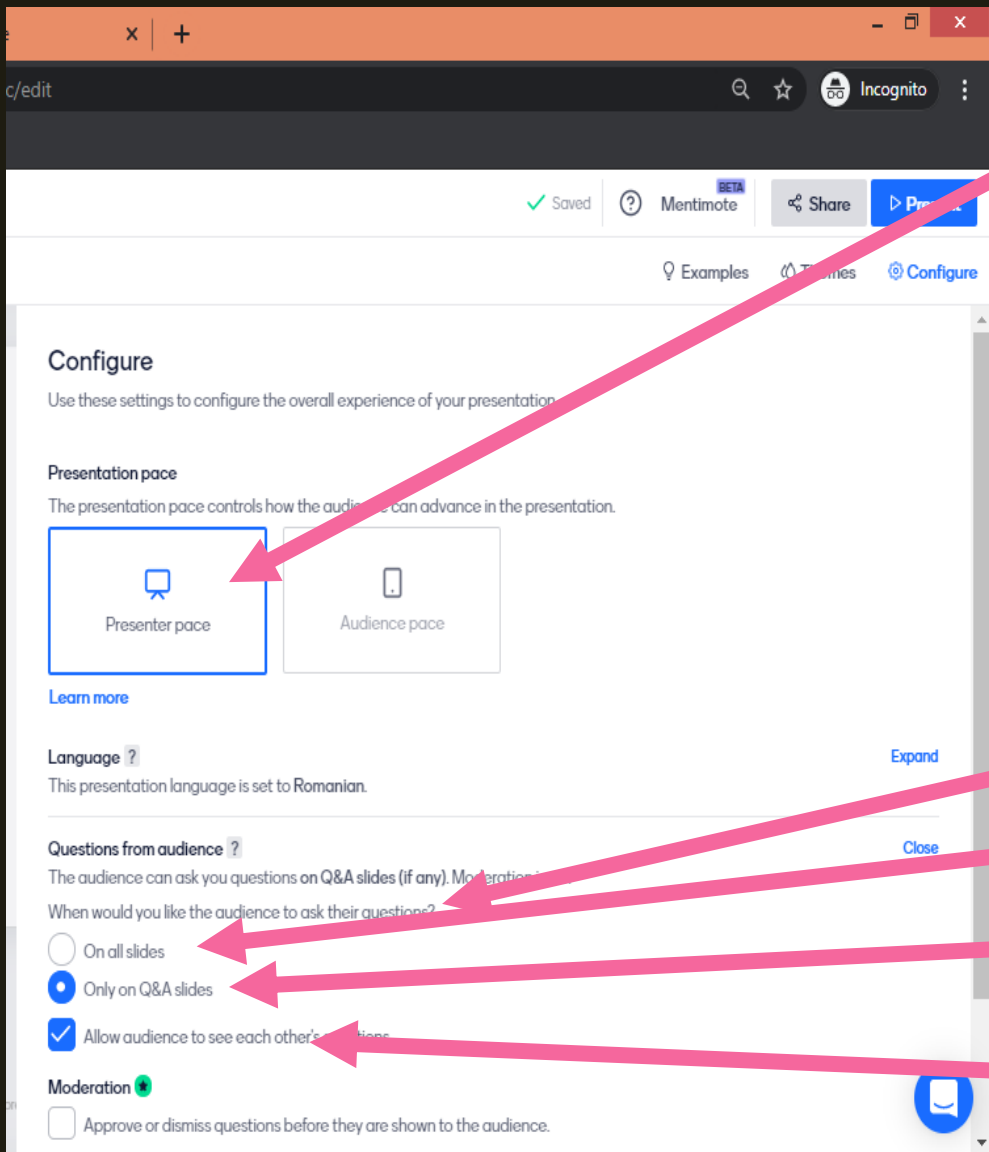 c/edit
Incognito
Saved
Mentimote
BETA
Share
Examples
Configure
Configure
Use these settings to configure the overall experience of your presentation
Presentation pace
The presentation pace controls how the can advance in the presentation.
Presenter pace
Audience pace
Learn more
Language ?
Expand
This presentation language is set to Romanian.
Questions from audience ?
Close
The audience can ask you questions on Q&A slides (if any).
When would you like the audience to ask their questions?
On all slides
Only on Q&A slides
Allow audience to see each other's
Moderation
Approve or dismiss questions before they are shown to the audience.